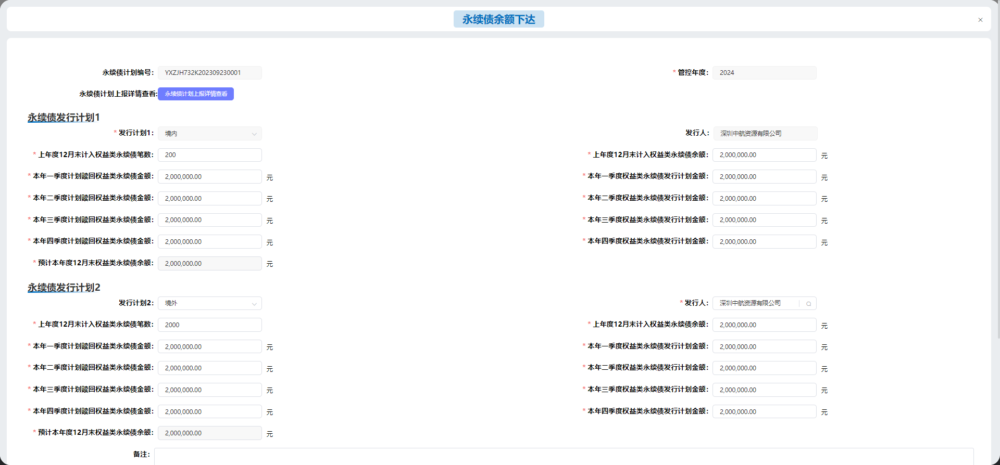 永续债余额下达
永续债计划编号: YXZJH732K202309230001 * 管控年度: 2024
永续债计划上报详情查看: 永续债计划上报详情查看
永续债发行计划1
* 发行计划1: 境内 发行人: 深圳中航资源有限公司
* 上年度12月末计入权益类永续债笔数: 200 * 上年度12月末计入权益类永续债余额: 2,000,000.00 元
* 本年一季度计划赎回权益类永续债金额: 2,000,000.00 元 * 本年一季度权益类永续债发行计划金额: 2,000,000.00 元
* 本年二季度计划赎回权益类永续债金额: 2,000,000.00 元 * 本年二季度权益类永续债发行计划金额: 2,000,000.00 元
* 本年三季度计划赎回权益类永续债金额: 2,000,000.00 元 * 本年三季度权益类永续债发行计划金额: 2,000,000.00 元
* 本年四季度计划赎回权益类永续债金额: 2,000,000.00 元 * 本年四季度权益类永续债发行计划金额: 2,000,000.00 元
* 预计本年度12月末权益类永续债余额: 2,000,000.00 元
永续债发行计划2
发行计划2: 境外 * 发行人: 深圳中航资源有限公司
* 上年度12月末计入权益类永续债笔数: 2000 * 上年度12月末计入权益类永续债余额: 2,000,000.00 元
* 本年一季度计划赎回权益类永续债金额: 2,000,000.00 元 * 本年一季度权益类永续债发行计划金额: 2,000,000.00 元
* 本年二季度计划赎回权益类永续债金额: 2,000,000.00 元 * 本年二季度权益类永续债发行计划金额: 2,000,000.00 元
* 本年三季度计划赎回权益类永续债金额: 2,000,000.00 元 * 本年三季度权益类永续债发行计划金额: 2,000,000.00 元
* 本年四季度计划赎回权益类永续债金额: 2,000,000.00 元 * 本年四季度权益类永续债发行计划金额: 2,000,000.00 元
* 预计本年度12月末权益类永续债余额: 2,000,000.00 元
备注: